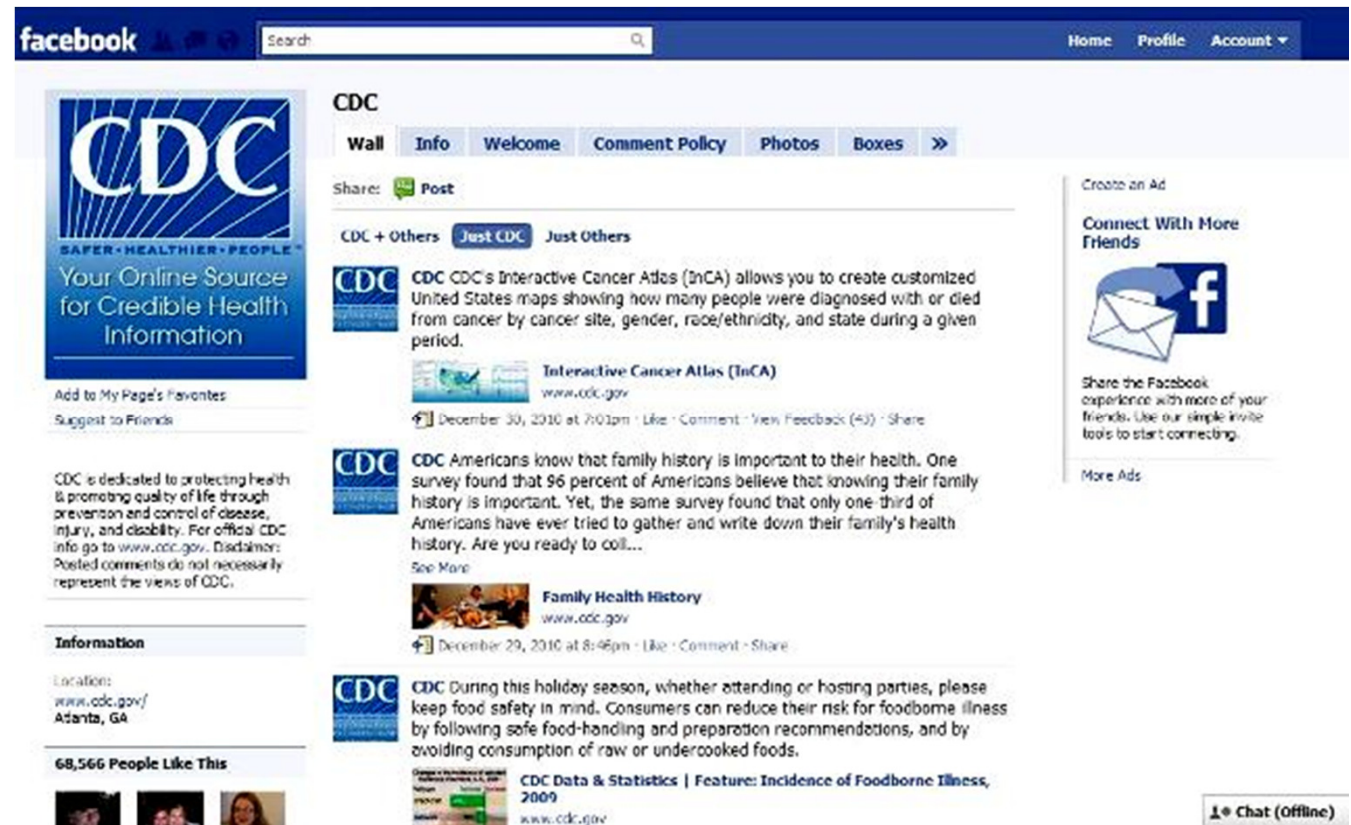 facebook
Search
Home Profile Account
CDC
SAFER·HEALTHIER·PEOPLE™
Your Online Source
for Credible Health
Information
Add to My Page's Favorites
Suggest to Friends
CDC is dedicated to protecting health
& promoting quality of life through
prevention and control of disease,
injury, and disability. For official CDC
info go to www.cdc.gov. Disclaimer:
Posted comments do not necessarily
represent the views of CDC.
Information
Location:
www.cdc.gov/
Atlanta, GA
68,566 People Like This
CDC
Wall Info Welcome Comment Policy Photos Boxes »
Share: Post
CDC + Others Just CDC Just Others
CDC
CDC CDC's Interactive Cancer Atlas (InCA) allows you to create customized
United States maps showing how many people were diagnosed with or died
from cancer by cancer site, gender, race/ethnicity, and state during a given
period.
Interactive Cancer Atlas (InCA)
www.cdc.gov
December 30, 2010 at 7:01pm · Like · Comment · View Feedback (43) · Share
CDC
CDC Americans know that family history is important to their health. One
survey found that 96 percent of Americans believe that knowing their family
history is important. Yet, the same survey found that only one-third of
Americans have ever tried to gather and write down their family's health
history. Are you ready to coll...
See More
Family Health History
www.cdc.gov
December 29, 2010 at 8:46pm · Like · Comment · Share
CDC
CDC During this holiday season, whether attending or hosting parties, please
keep food safety in mind. Consumers can reduce their risk for foodborne illness
by following safe food-handling and preparation recommendations, and by
avoiding consumption of raw or undercooked foods.
CDC Data & Statistics | Feature: Incidence of Foodborne Illness,
2009
www.cdc.gov
Create an Ad
Connect With More
Friends
f
Share the Facebook
experience with more of your
friends. Use our simple invite
tools to start connecting.
More Ads
Chat (Offline)